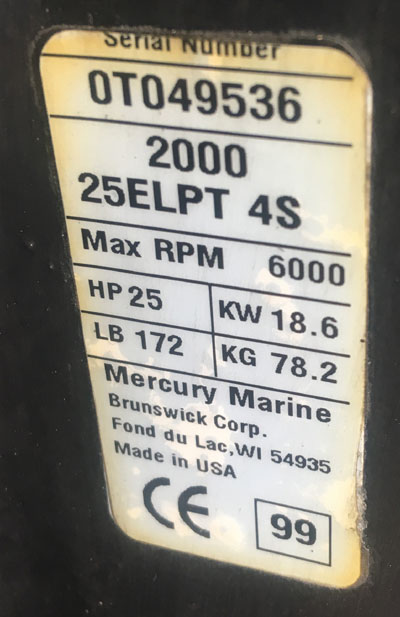 Serial Number
0T049536
2000
25ELPT 4S
Max RPM 6000
HP 25 KW 18.6
LB 172 KG 78.2
Mercury Marine
Brunswick Corp.
Fond du Lac,WI 54935
Made in USA
CE 99